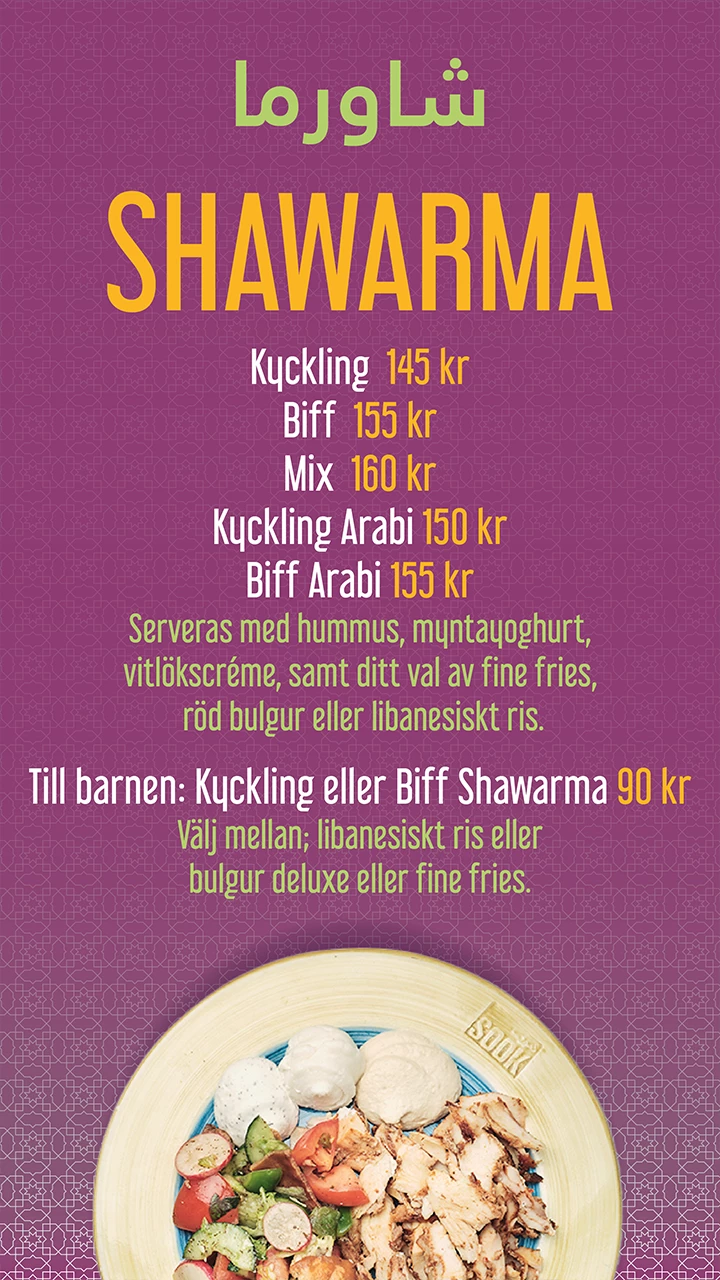 شاورما
SHAWARMA
Kyckling 145 kr
Biff 155 kr
Mix 160 kr
Kyckling Arabi 150 kr
Biff Arabi 155 kr
Serveras med hummus, myntayoghurt,
vitlökscréme, samt ditt val av fine fries,
röd bulgur eller libanesiskt ris.
Till barnen: Kyckling eller Biff Shawarma 90 kr
Välj mellan; libanesiskt ris eller
bulgur deluxe eller fine fries.
SOOK